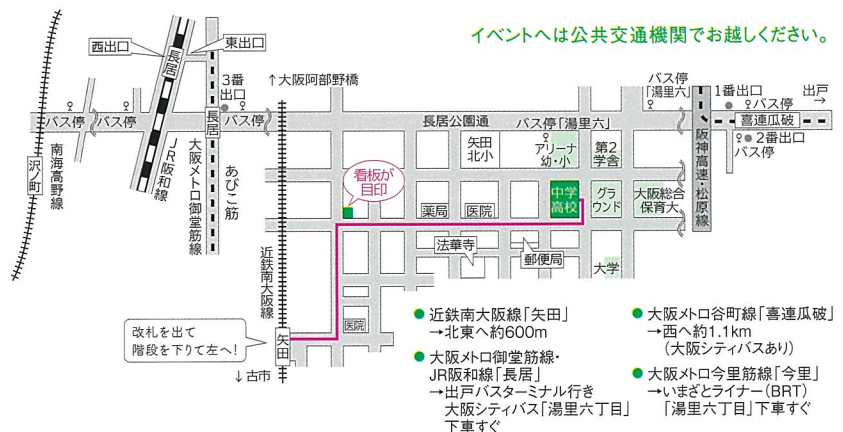 イベントへは公共交通機関でお越しください。
西出口
東出口
長居
3番
出口
↑大阪阿部野橋
バス停
「湯里六」
1番出口
バス停
出戸
→
バス停
バス停
長居
バス停
長居公園通
バス停「湯里六」
喜連瓜破
2番出口
バス停
沢ノ町
南海高野線
JR阪和線
大阪メトロ御堂筋線
あびこ筋
近鉄南大阪線
阪神高速・松原線
矢田
北小
アリーナ
幼・小
第2
学舎
看板が
目印
薬局
医院
中学
高校
グラ
ウンド
大阪総合
保育大
法華寺
郵便局
大学
改札を出て
階段を下りて左へ!
矢田
医院
↓古市
● 近鉄南大阪線「矢田」
→北東へ約600m
● 大阪メトロ御堂筋線・
JR阪和線「長居」
→出戸バスターミナル行き
大阪シティバス「湯里六丁目」
下車すぐ
● 大阪メトロ谷町線「喜連瓜破」
→西へ約1.1km
(大阪シティバスあり)
● 大阪メトロ今里筋線「今里」
→いまざとライナー(BRT)
「湯里六丁目」下車すぐ